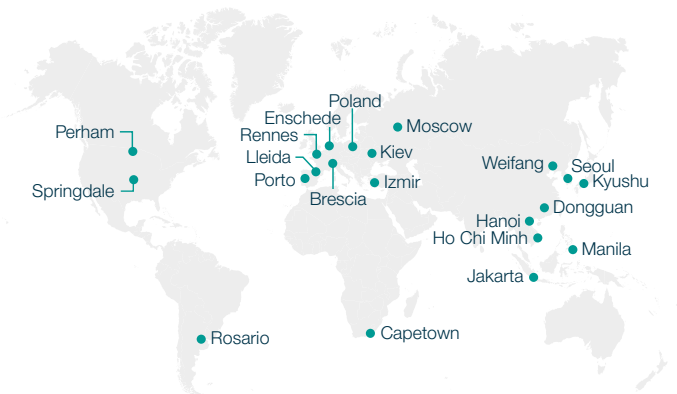 Poland
Enschede
Moscow
Perham
Rennes
Kiev
Lleida
Weifang
Seoul
Porto
Izmir
Kyushu
Springdale
Brescia
Dongguan
Hanoi
Ho Chi Minh
Manila
Jakarta
Rosario
Capetown